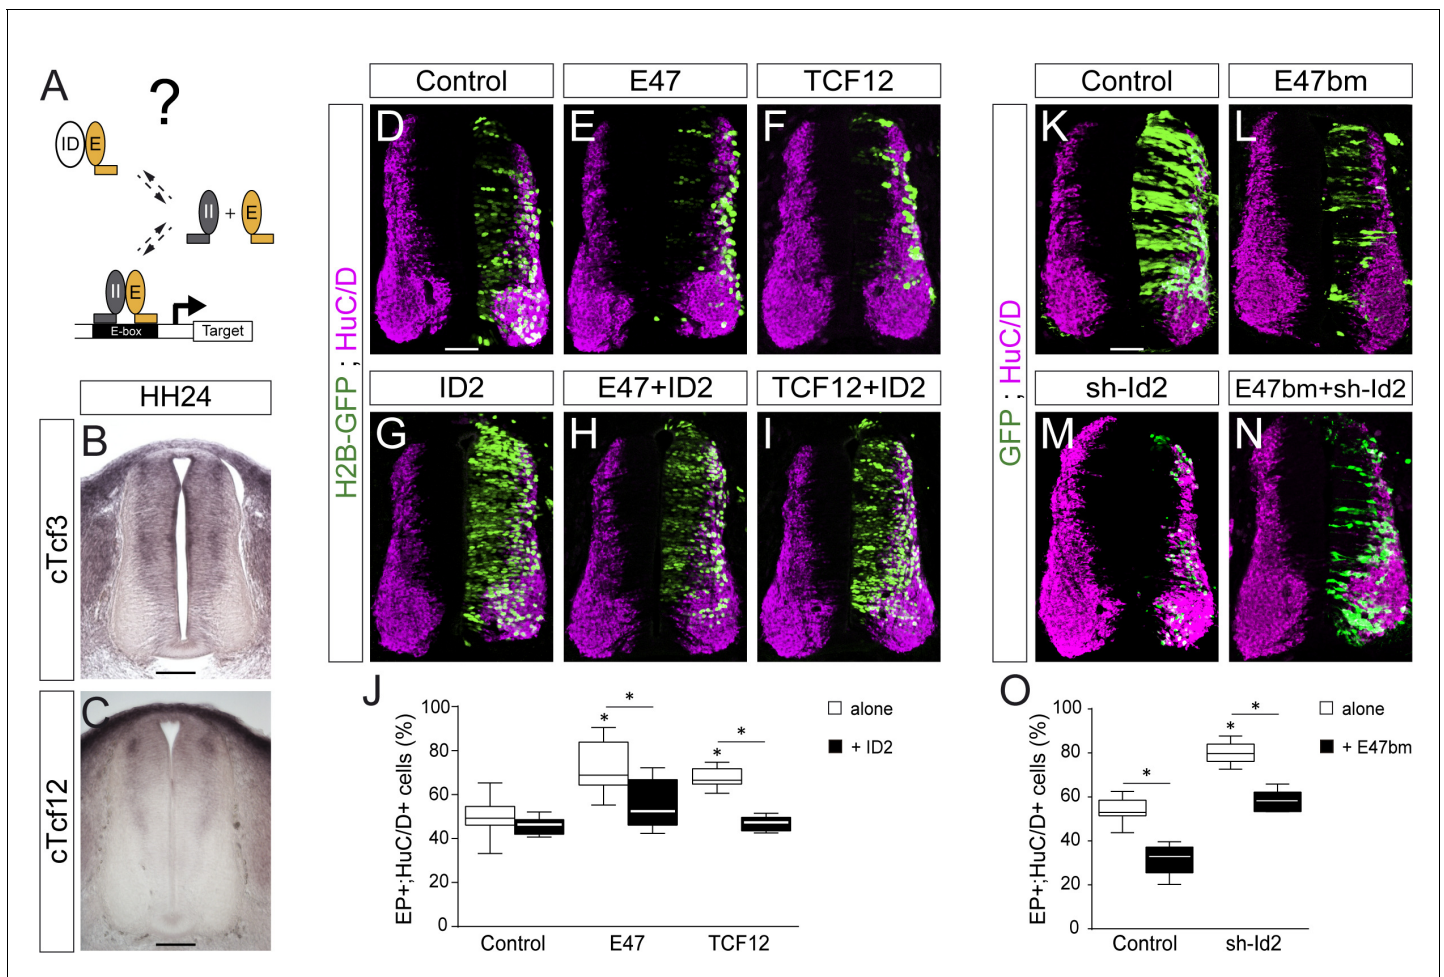 A
?
ID E
II + E
II E
E-box
Target
HH24
B
cTcf3
C
cTcf12
H2B-GFP ; HuC/D
Control
E47
TCF12
D
E
F
ID2
E47+ID2
TCF12+ID2
G
H
I
J
EP+;HuC/D+ cells (%)
100
80
60
40
20
0
*
*
*
*
alone
+ ID2
Control
E47
TCF12
GFP ; HuC/D
Control
E47bm
K
L
sh-Id2
E47bm+sh-Id2
M
N
O
EP+;HuC/D+ cells (%)
100
80
60
40
20
0
*
*
*
alone
+ E47bm
Control
sh-Id2